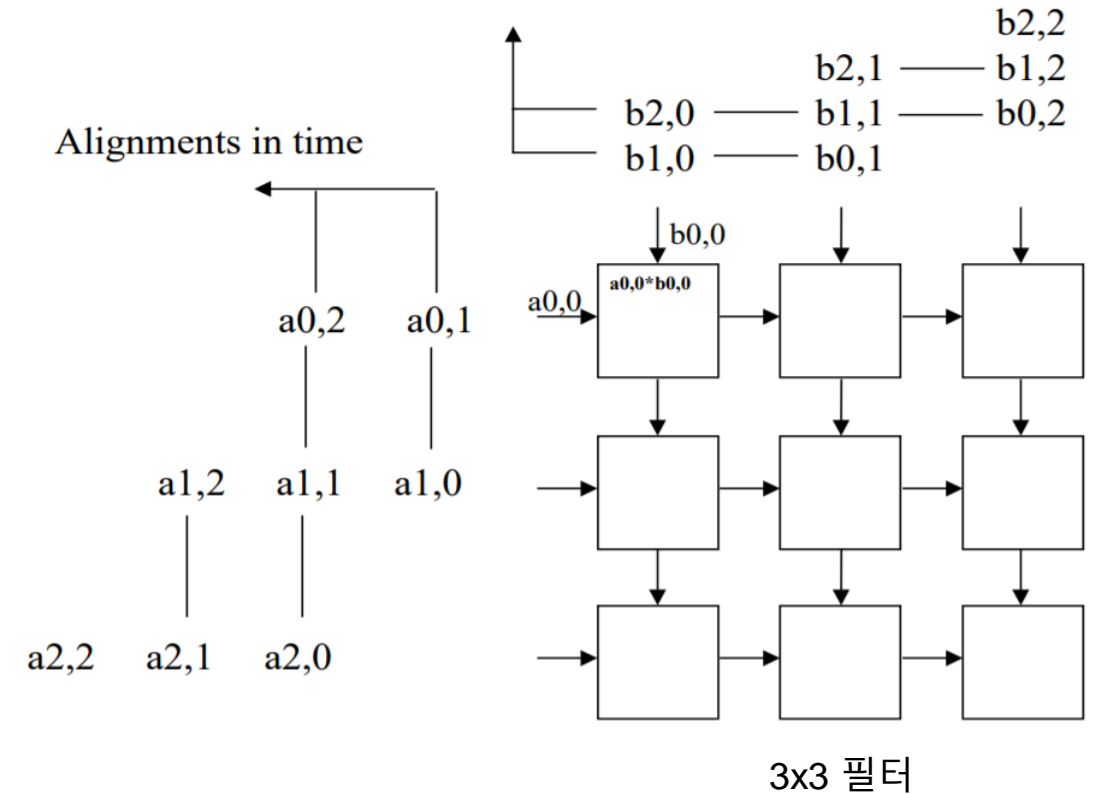 b2,2
b2,1 b1,2
b2,0 b1,1 b0,2
Alignments in time
b1,0 b0,1
b0,0
a0,0*b0,0
a0,2 a0,1 a0,0
a1,2 a1,1 a1,0
a2,2 a2,1 a2,0
3x3 필터